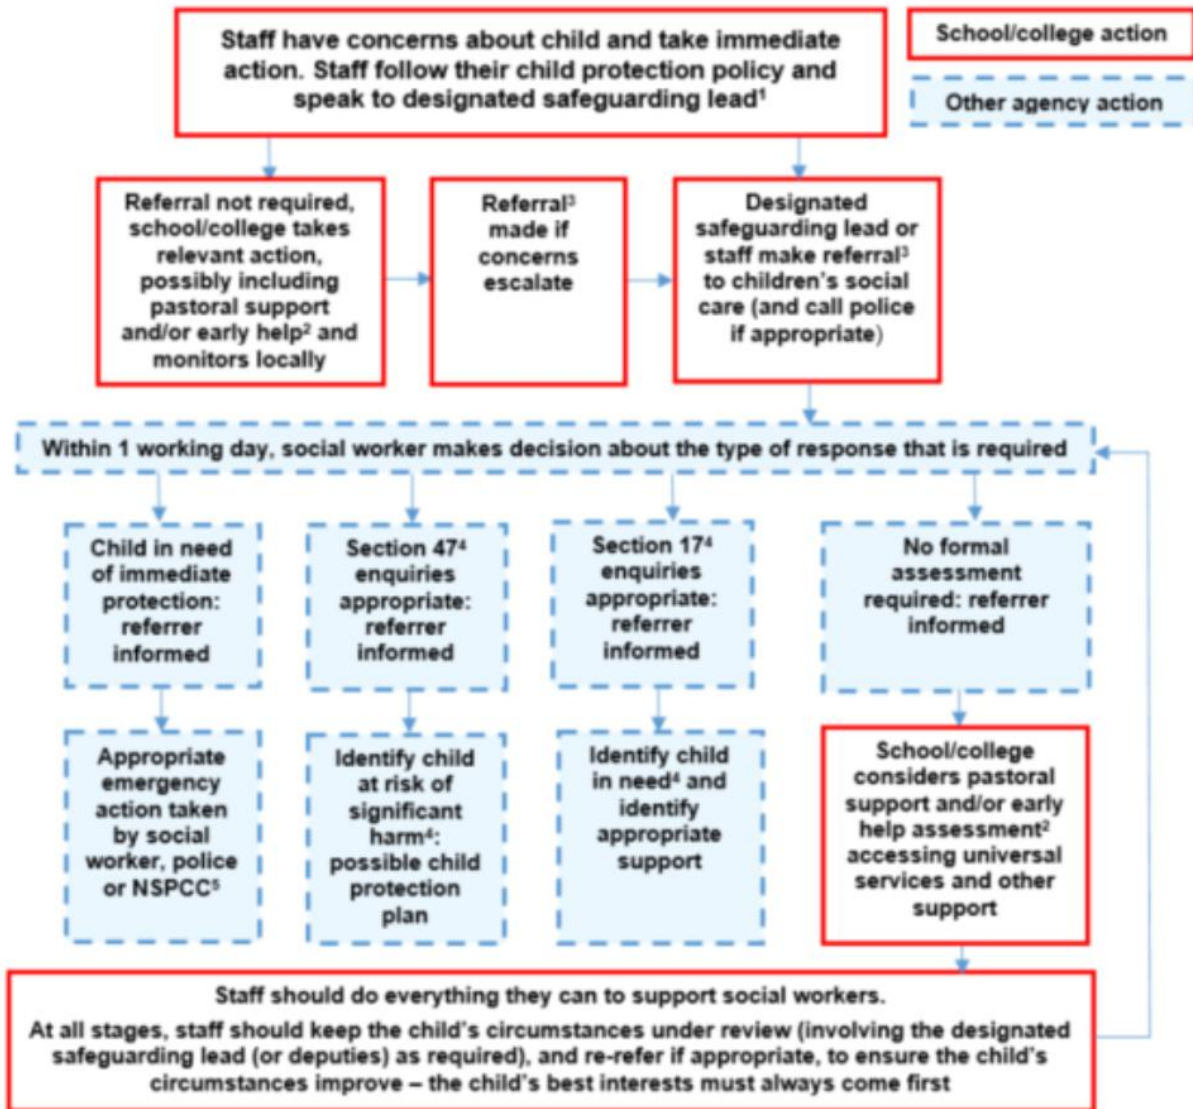 Staff have concerns about child and take immediate
action. Staff follow their child protection policy and
speak to designated safeguarding lead¹
School/college action
Other agency action
Referral not required,
school/college takes
relevant action,
possibly including
pastoral support
and/or early help² and
monitors locally
Referral³
made if
concerns
escalate
Designated
safeguarding lead or
staff make referral³
to children's social
care (and call police
if appropriate)
Within 1 working day, social worker makes decision about the type of response that is required
Child in need
of immediate
protection:
referrer
informed
Section 47⁴
enquiries
appropriate:
referrer
informed
Section 17⁴
enquiries
appropriate:
referrer
informed
No formal
assessment
required: referrer
informed
Appropriate
emergency
action taken
by social
worker, police
or NSPCC⁵
Identify child
at risk of
significant
harm⁴:
possible child
protection
plan
Identify child
in need⁴ and
identify
appropriate
support
School/college
considers pastoral
support and/or early
help assessment²
accessing universal
services and other
support
Staff should do everything they can to support social workers.
At all stages, staff should keep the child's circumstances under review (involving the designated
safeguarding lead (or deputies) as required), and re-refer if appropriate, to ensure the child's
circumstances improve – the child's best interests must always come first